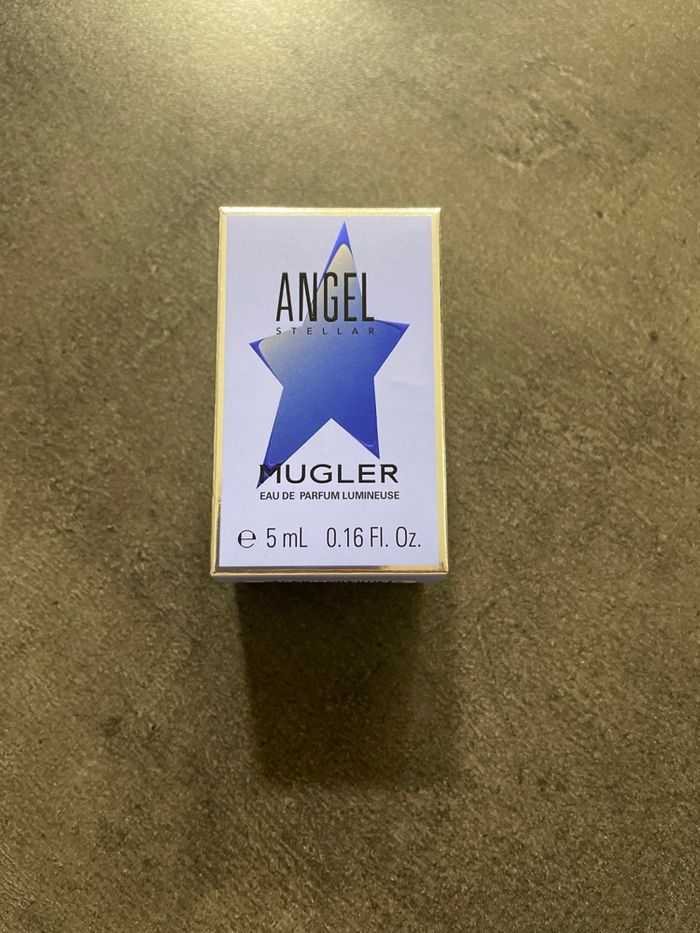 ANGEL
STELLAR
MUGLER
EAU DE PARFUM LUMINEUSE
e 5 mL 0.16 Fl. Oz.